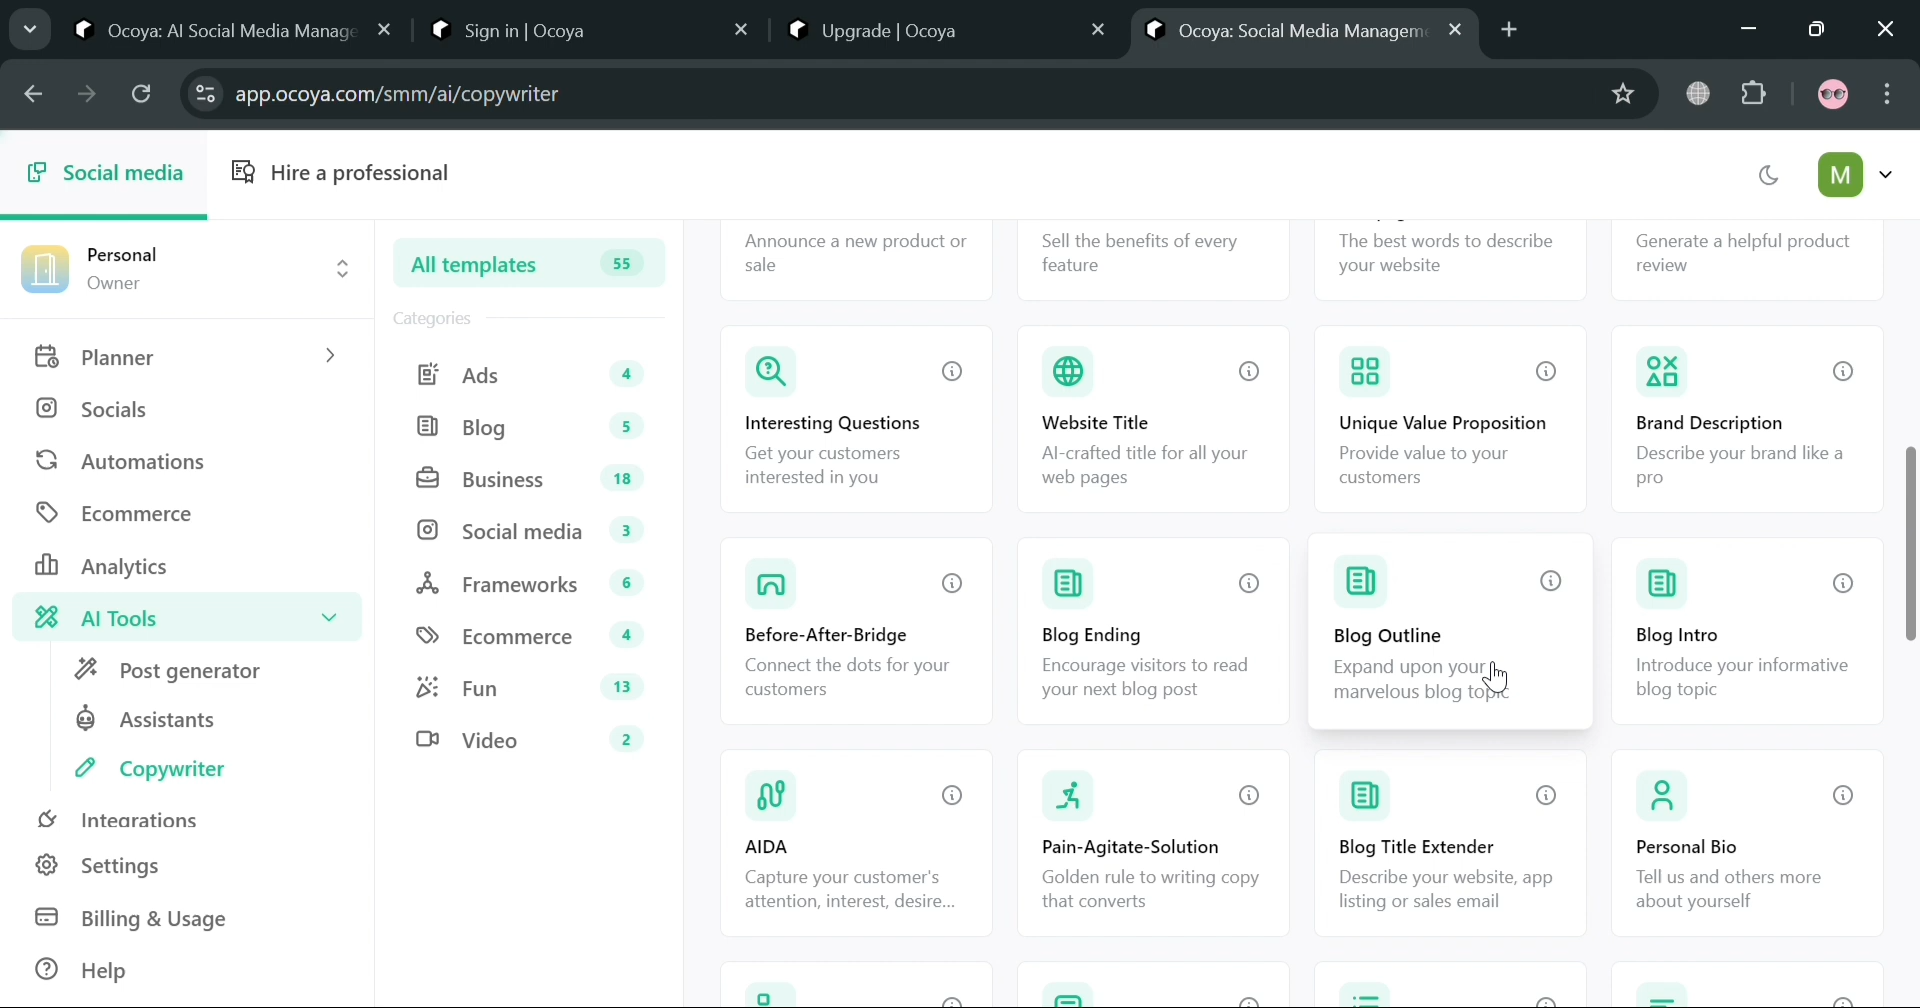 Ocoya: AI Social Media Manage
Sign in | Ocoya
Upgrade | Ocoya
Ocoya: Social Media Managem
app.ocoya.com/smm/ai/copywriter
Social media
Hire a professional
M
Personal
Owner
Planner
Socials
Automations
Ecommerce
Analytics
AI Tools
Post generator
Assistants
Copywriter
Integrations
Settings
Billing & Usage
Help
All templates 55
Categories
Ads 4
Blog 5
Business 18
Social media 3
Frameworks 6
Ecommerce 4
Fun 13
Video 2
Announce a new product or
sale
Sell the benefits of every
feature
The best words to describe
your website
Generate a helpful product
review
Interesting Questions
Get your customers
interested in you
Website Title
AI-crafted title for all your
web pages
Unique Value Proposition
Provide value to your
customers
Brand Description
Describe your brand like a
pro
Before-After-Bridge
Connect the dots for your
customers
Blog Ending
Encourage visitors to read
your next blog post
Blog Outline
Expand upon your
marvelous blog topic
Blog Intro
Introduce your informative
blog topic
AIDA
Capture your customer's
attention, interest, desire...
Pain-Agitate-Solution
Golden rule to writing copy
that converts
Blog Title Extender
Describe your website, app
listing or sales email
Personal Bio
Tell us and others more
about yourself